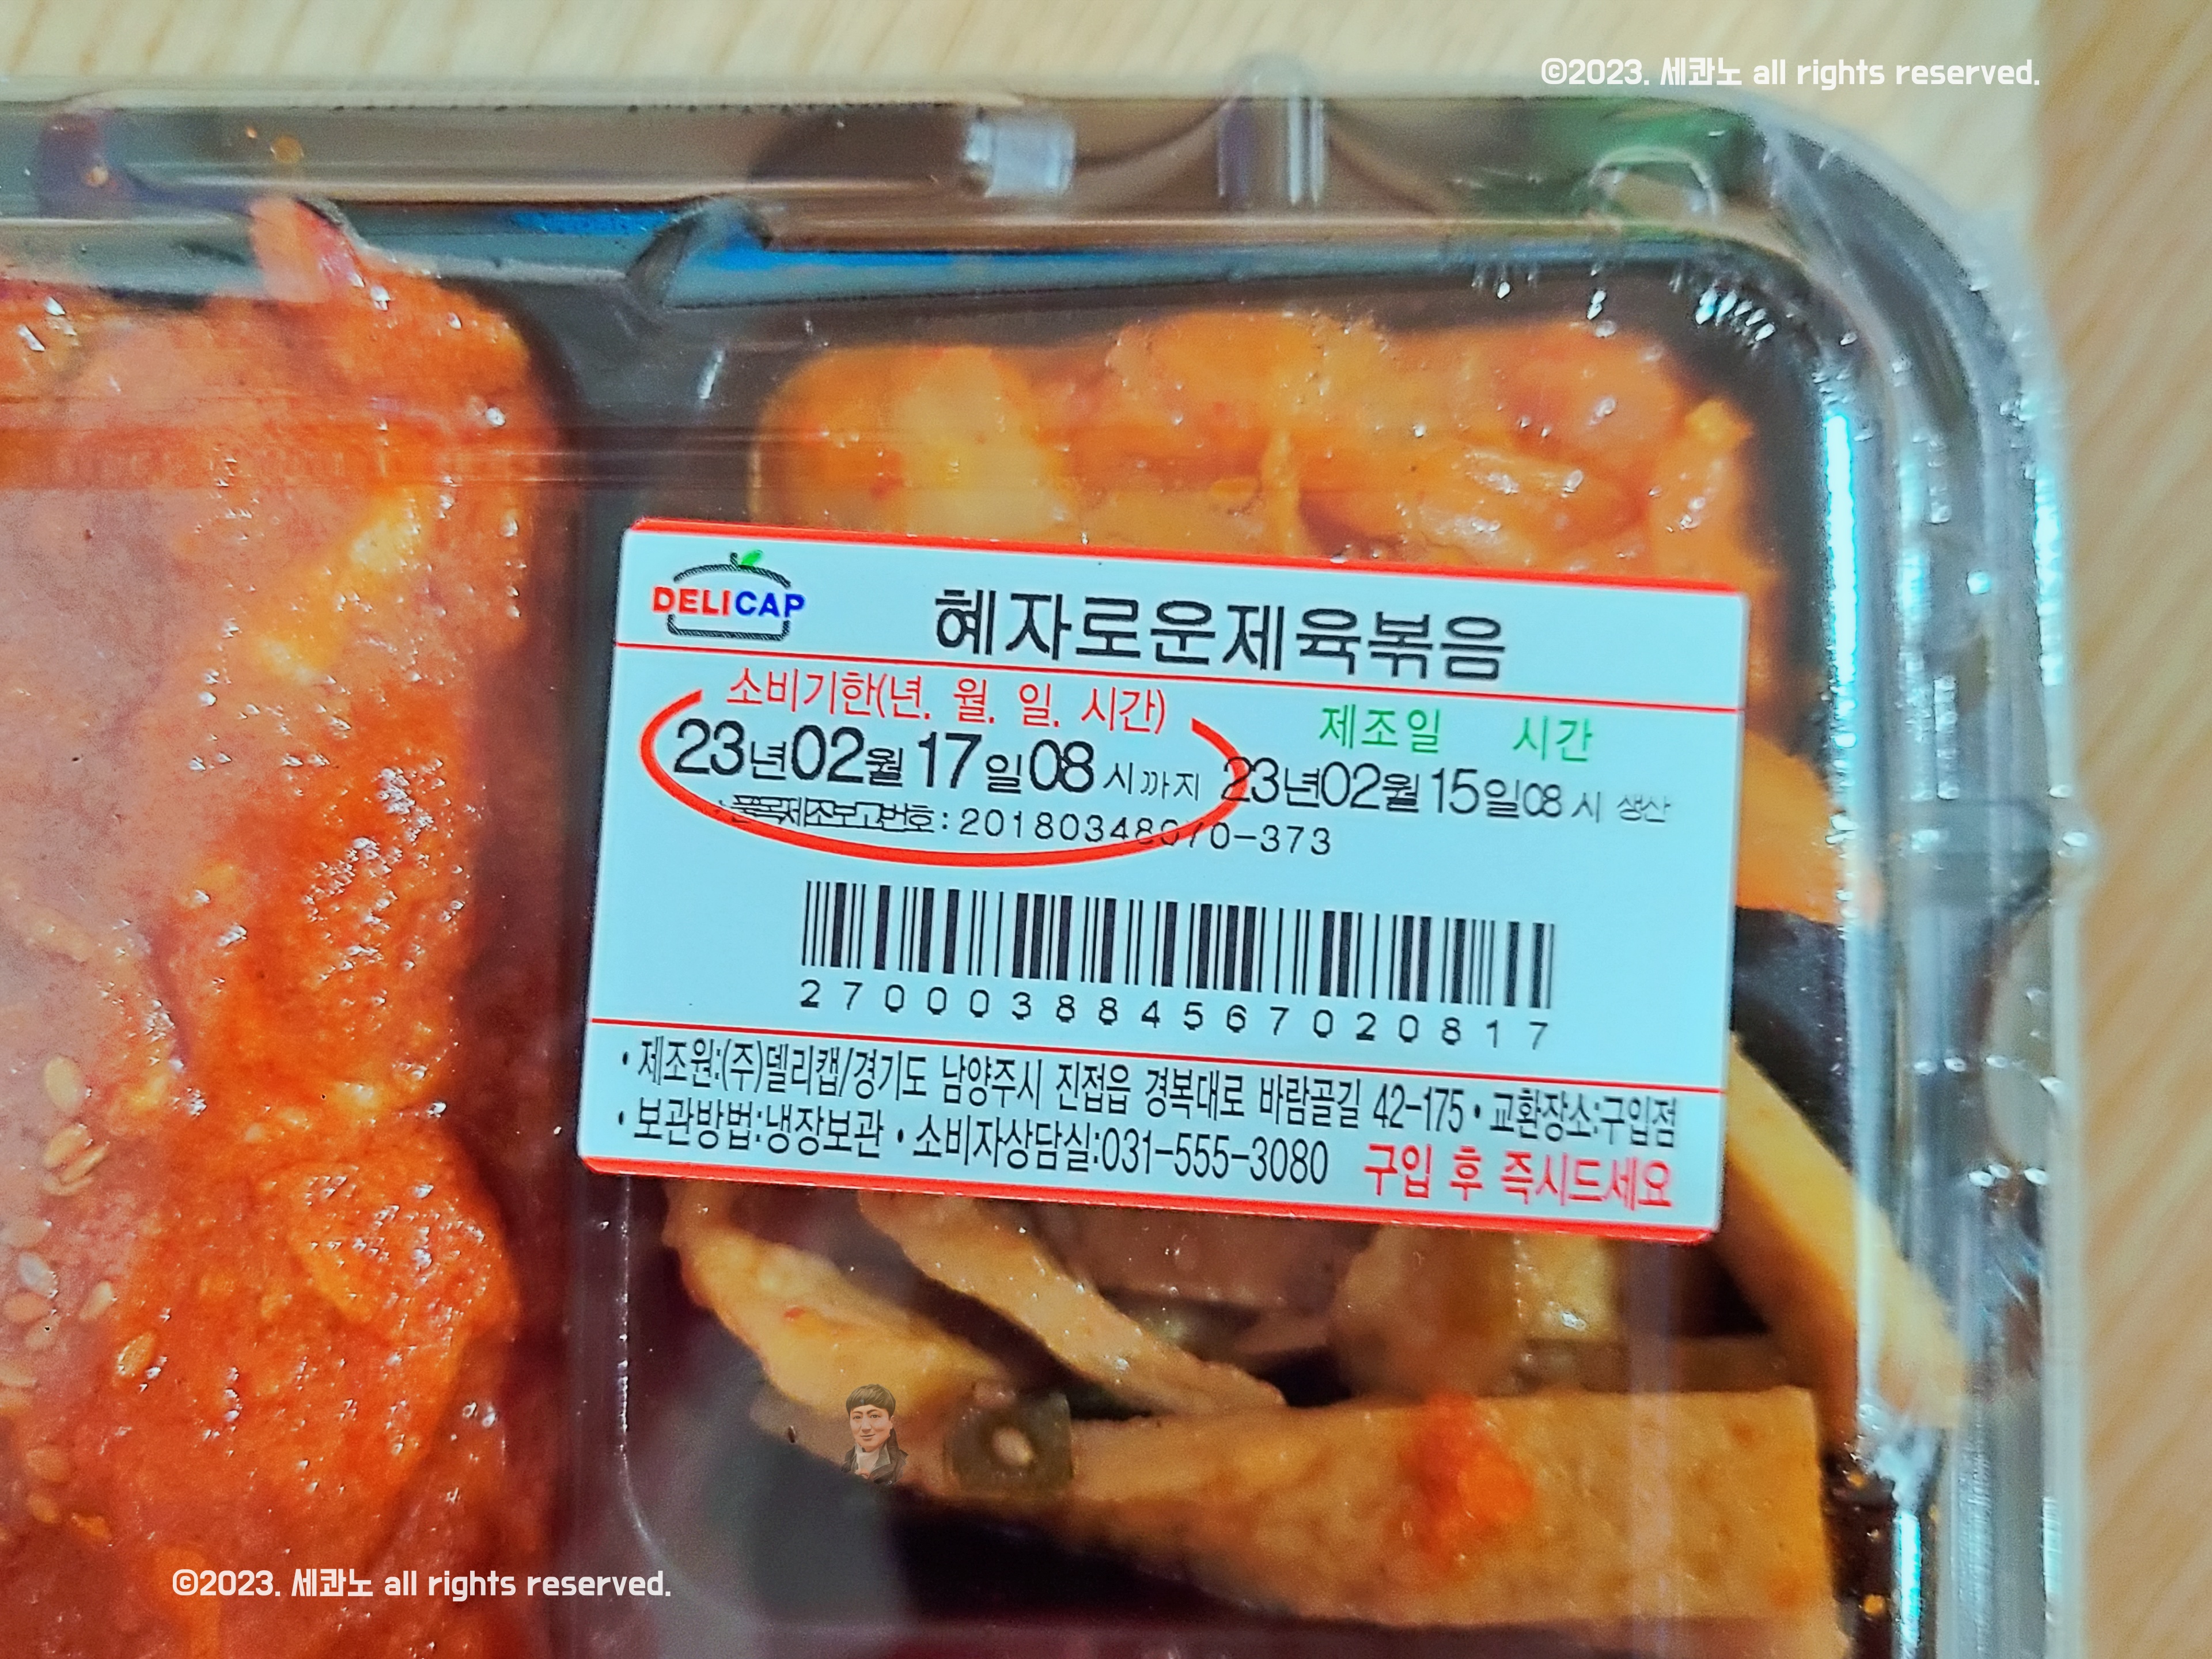 ©2023. 세콴노 all rights reserved.
DELICAP
혜자로운제육볶음
소비기한(년. 월. 일. 시간)
제조일 시간
23년02월17일08시까지
23년02월15일08시 생산
· 품목제조보고번호: 20180348070-373
270003884567020817
• 제조원:(주)델리캡/경기도 남양주시 진접읍 경복대로 바람골길 42-175 • 교환장소:구입점
• 보관방법:냉장보관 • 소비자상담실:031-555-3080 구입 후 즉시드세요
©2023. 세콴노 all rights reserved.